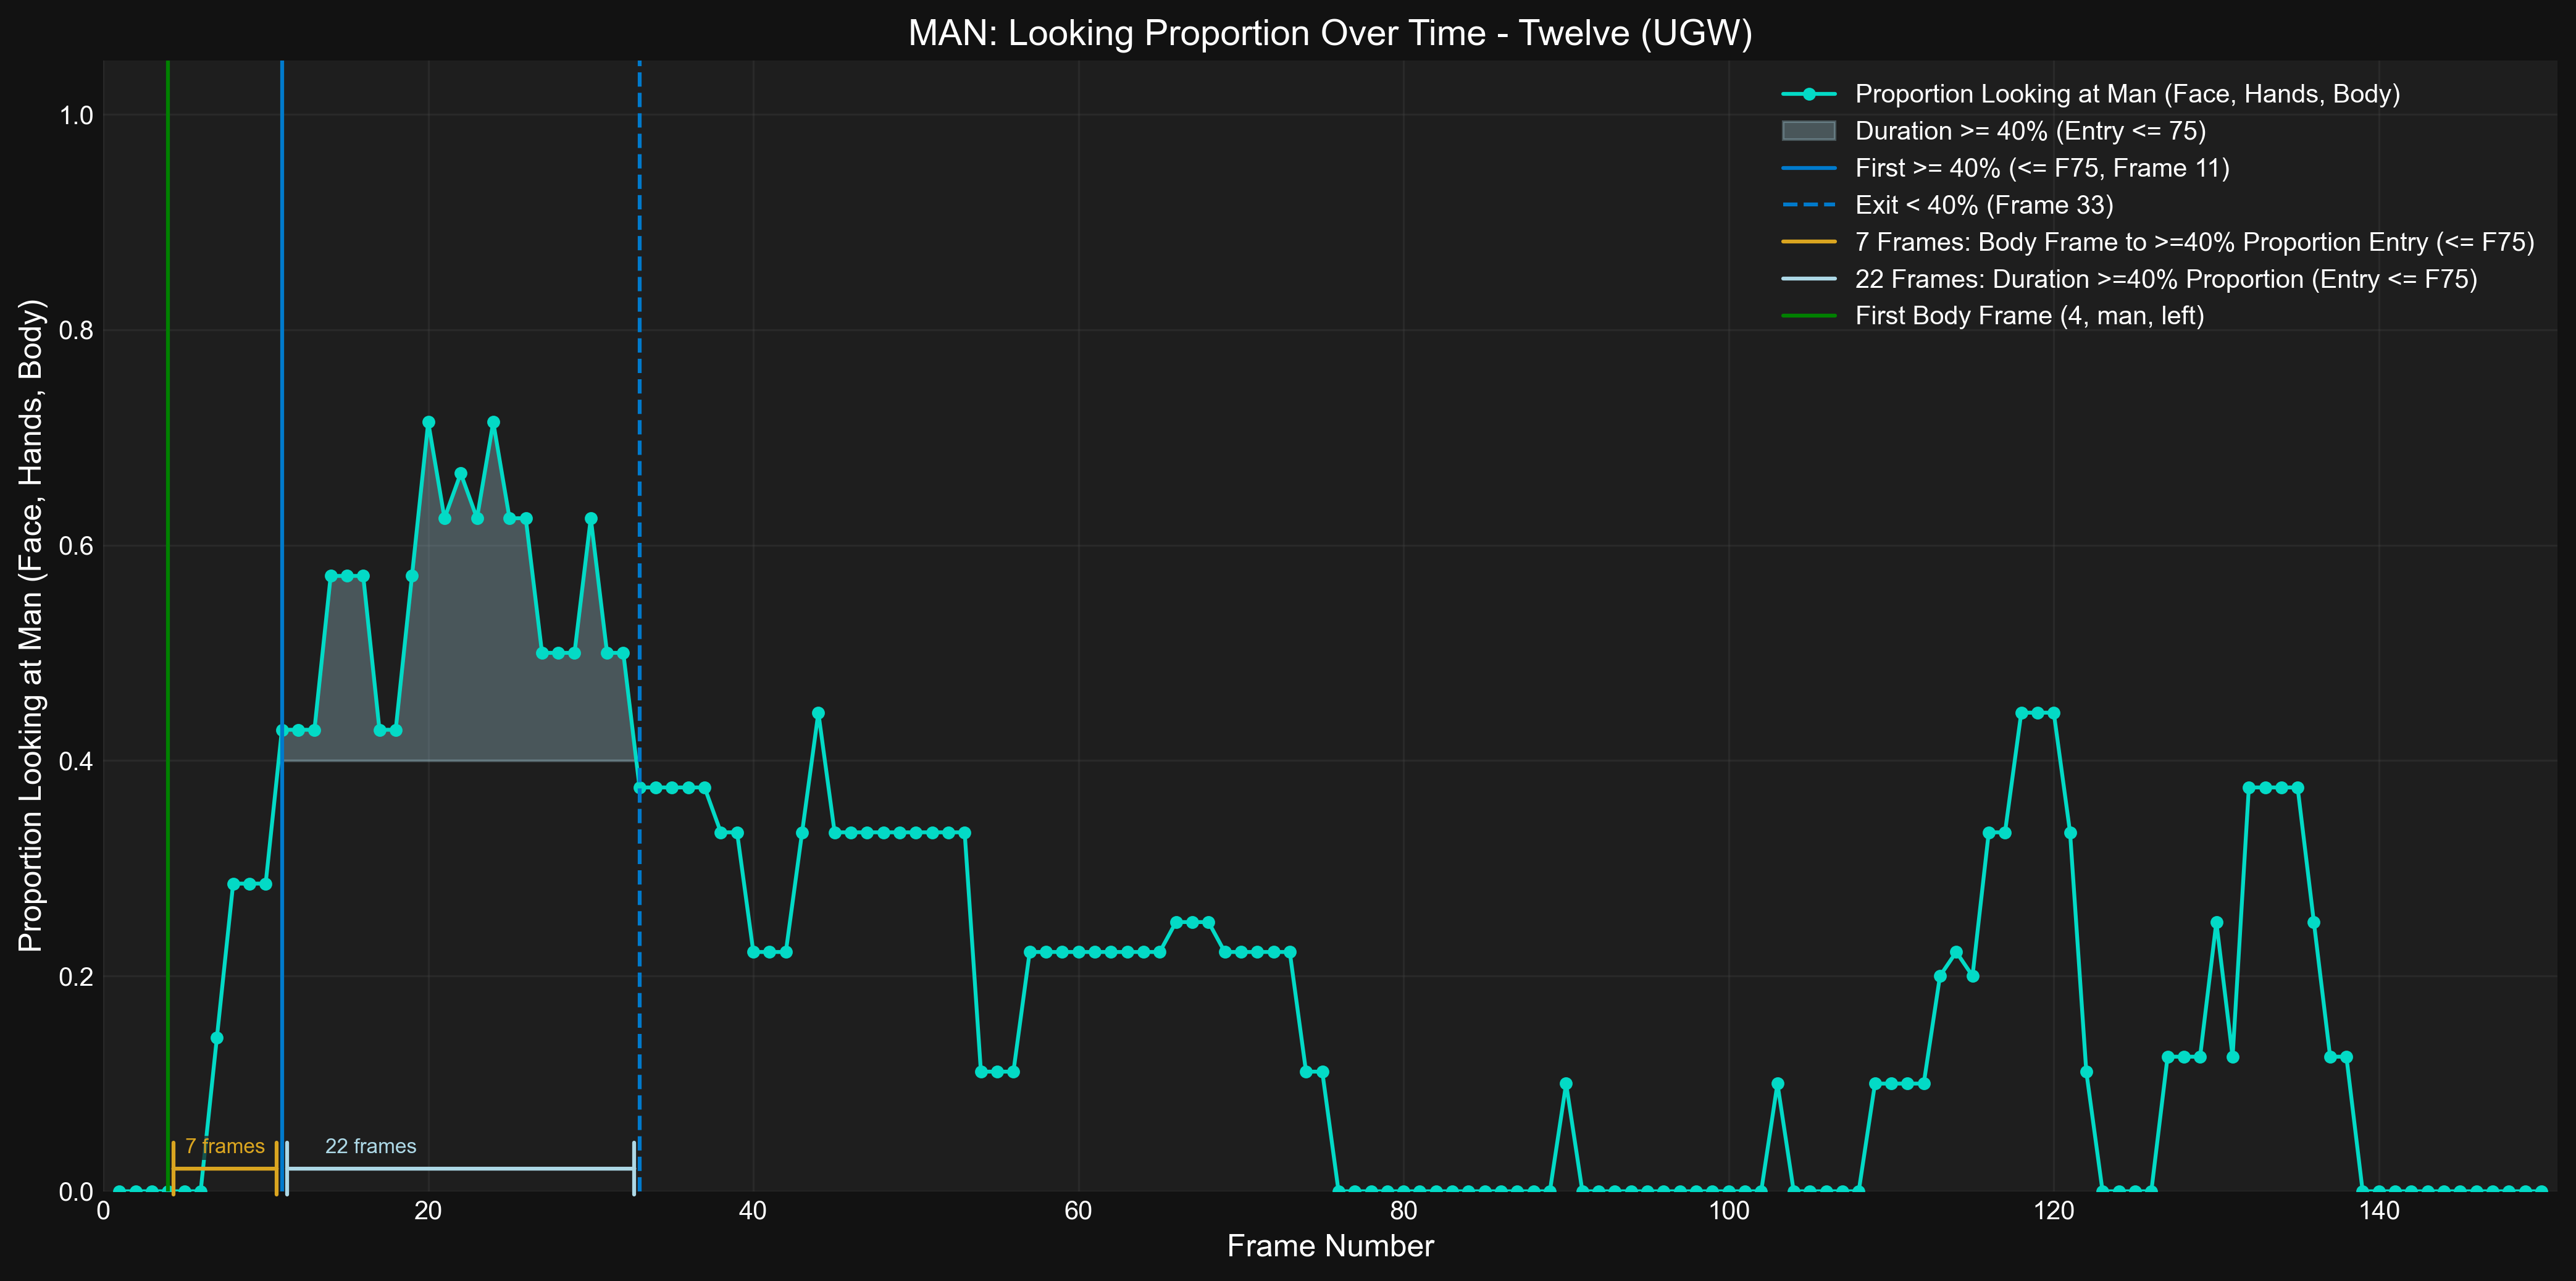 MAN: Looking Proportion Over Time - Twelve (UGW)
Proportion Looking at Man (Face, Hands, Body)
Duration >= 40% (Entry <= 75)
First >= 40% (<= F75, Frame 11)
Exit < 40% (Frame 33)
7 Frames: Body Frame to >=40% Proportion Entry (<= F75)
22 Frames: Duration >=40% Proportion (Entry <= F75)
First Body Frame (4, man, left)
Proportion Looking at Man (Face, Hands, Body)
1.0
0.8
0.6
0.4
0.2
0.0
7 frames
22 frames
0 20 40 60 80 100 120 140
Frame Number